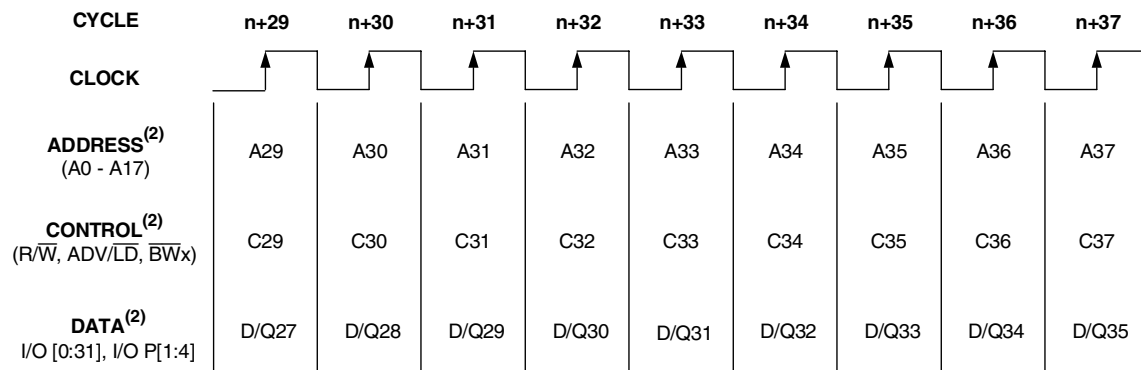 CYCLE n+29 n+30 n+31 n+32 n+33 n+34 n+35 n+36 n+37
CLOCK
ADDRESS(2) A29 A30 A31 A32 A33 A34 A35 A36 A37
(A0 - A17)
CONTROL(2) C29 C30 C31 C32 C33 C34 C35 C36 C37
(R/W̅, ADV/L̅D̅, B̅W̅x)
DATA(2) D/Q27 D/Q28 D/Q29 D/Q30 D/Q31 D/Q32 D/Q33 D/Q34 D/Q35
I/O [0:31], I/O P[1:4]